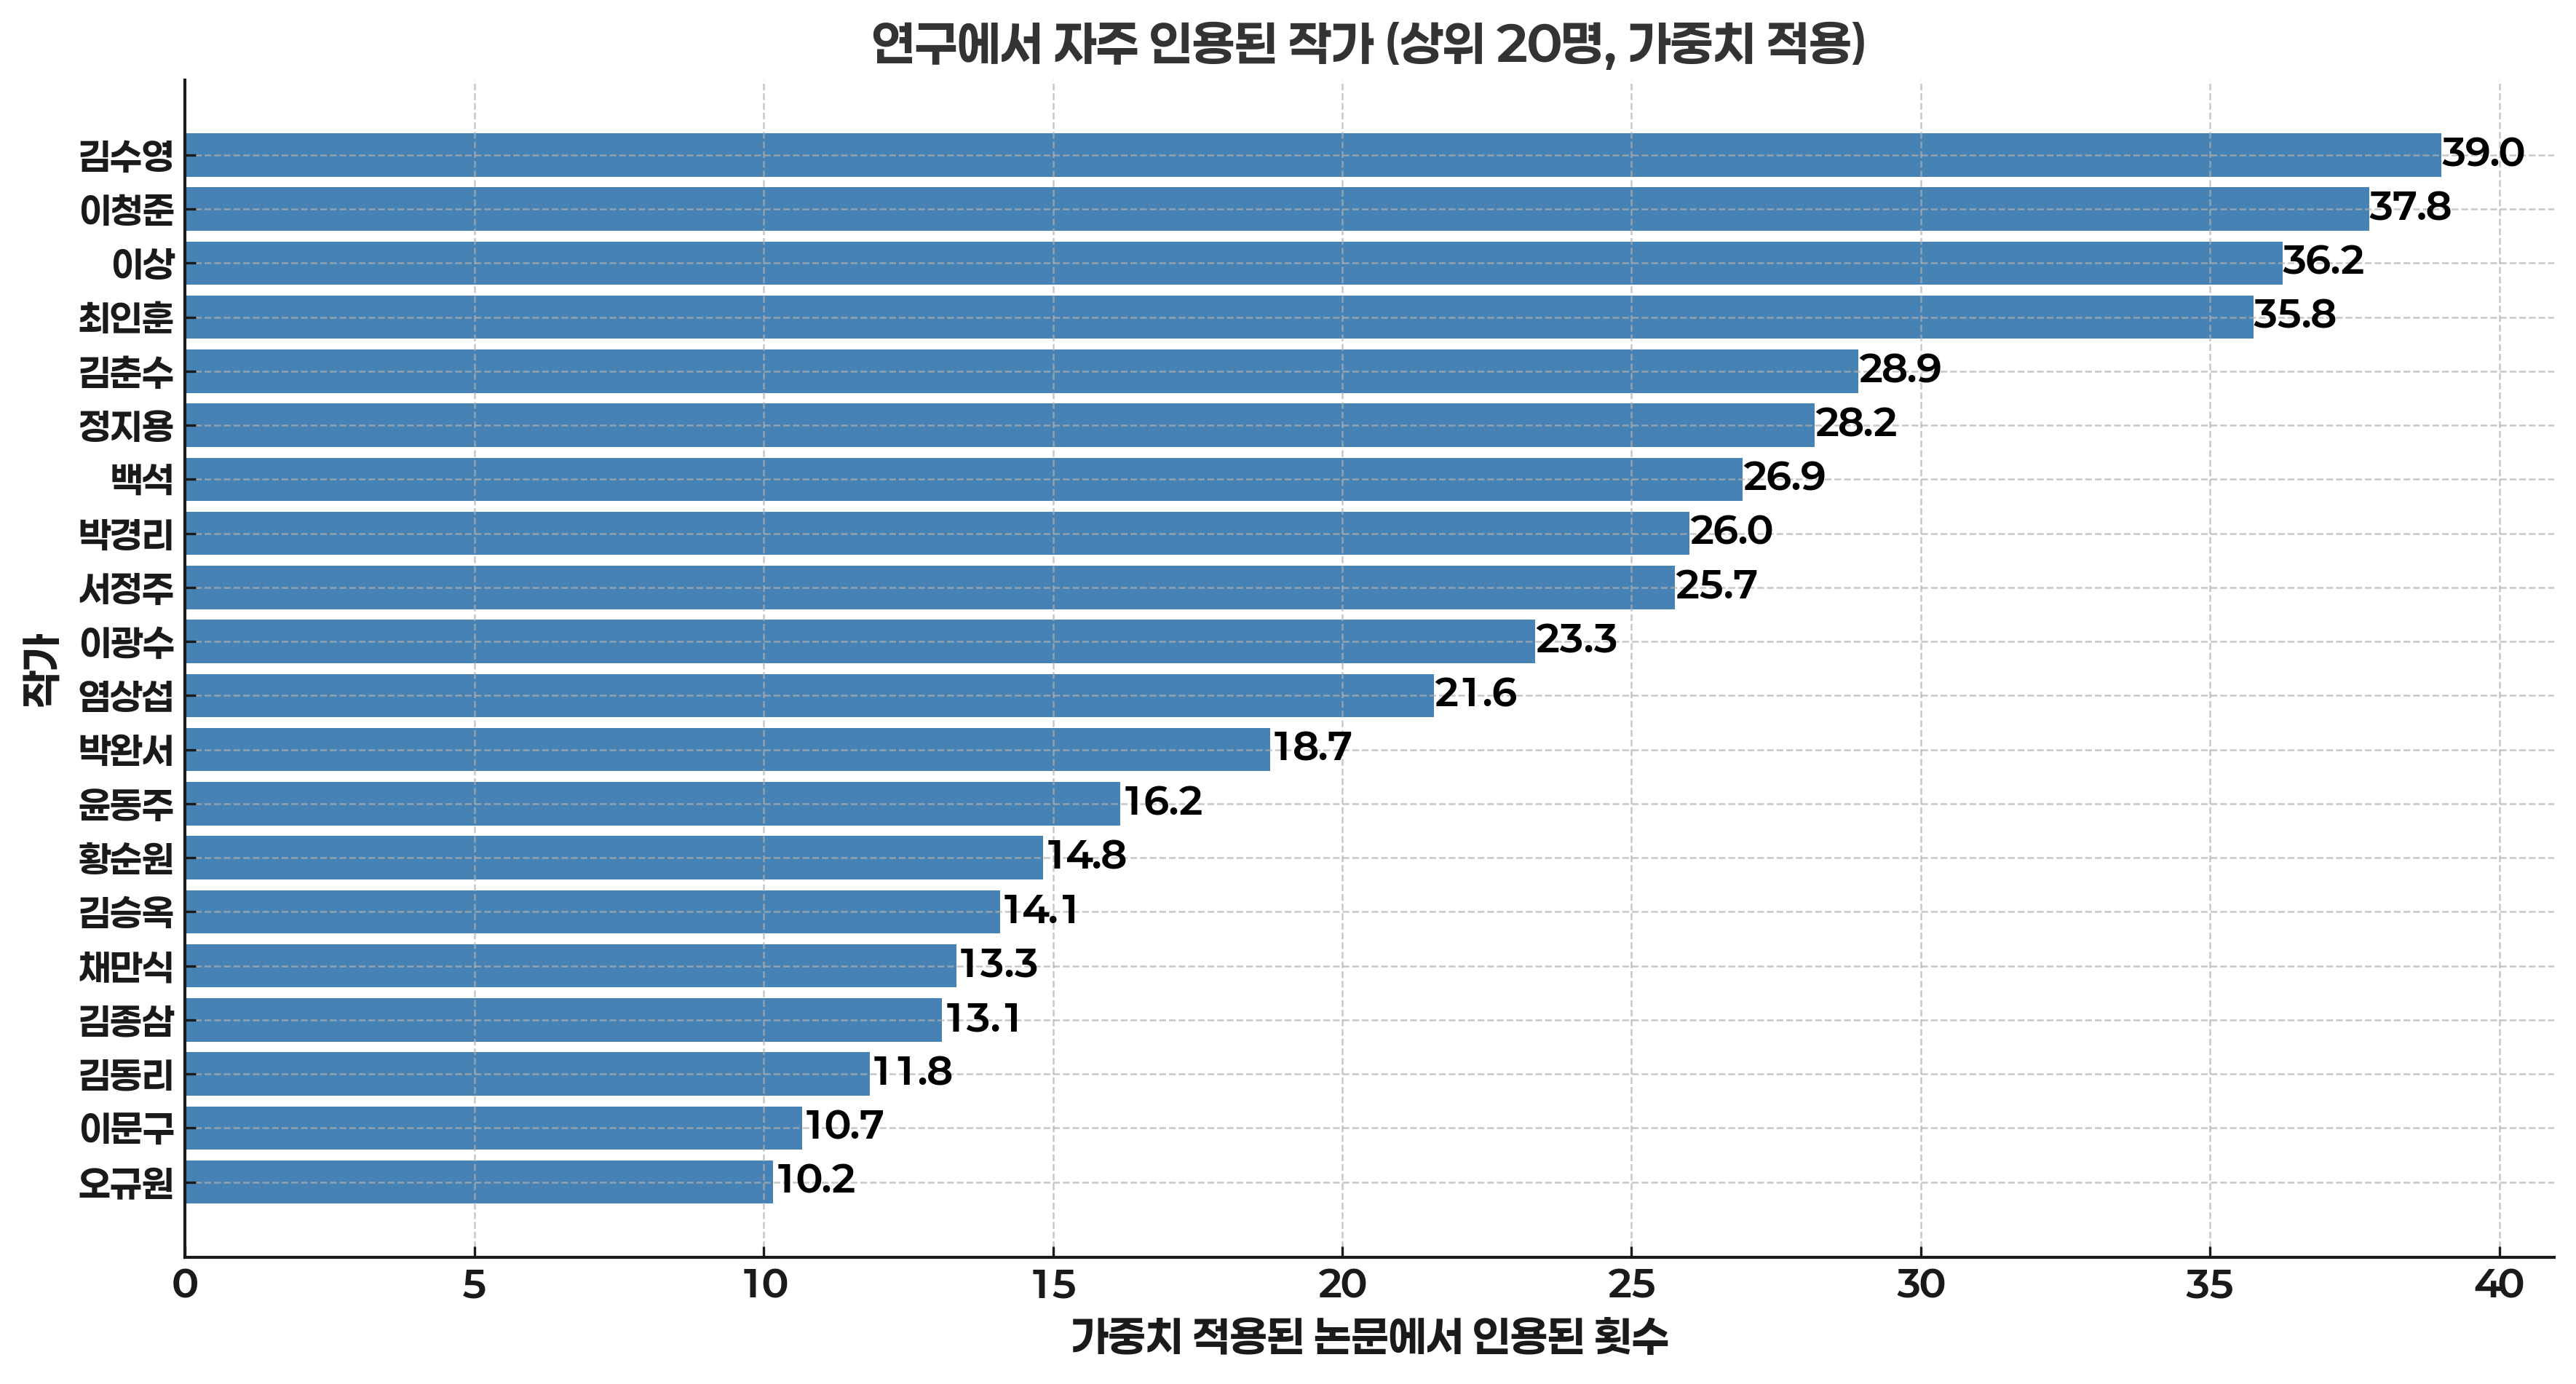 연구에서 자주 인용된 작가 (상위 20명, 가중치 적용)
작가
김수영 39.0
이청준 37.8
이상 36.2
최인훈 35.8
김춘수 28.9
정지용 28.2
백석 26.9
박경리 26.0
서정주 25.7
이광수 23.3
염상섭 21.6
박완서 18.7
윤동주 16.2
황순원 14.8
김승옥 14.1
채만식 13.3
김종삼 13.1
김동리 11.8
이문구 10.7
오규원 10.2
0 5 10 15 20 25 30 35 40
가중치 적용된 논문에서 인용된 횟수